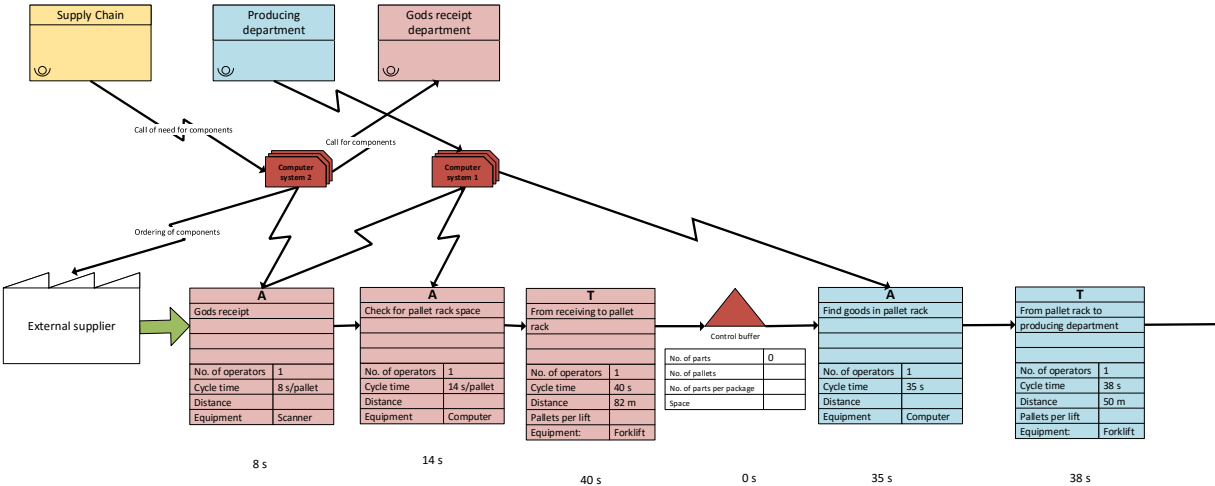 Supply Chain
Producing
department
Gods receipt
department
Call of need for components
Call for components
Computer
system 2
Computer
system 1
Ordering of components
External supplier
A
Gods receipt
No. of operators 1
Cycle time 8 s/pallet
Distance
Equipment Scanner
8 s
A
Check for pallet rack space
No. of operators 1
Cycle time 14 s/pallet
Distance
Equipment Computer
14 s
T
From receiving to pallet
rack
No. of operators 1
Cycle time 40 s
Distance 82 m
Pallets per lift
Equipment: Forklift
40 s
Control buffer
No. of parts 0
No. of pallets
No. of parts per package
Space
0 s
A
Find goods in pallet rack
No. of operators 1
Cycle time 35 s
Distance
Equipment Computer
35 s
T
From pallet rack to
producing department
No. of operators 1
Cycle time 38 s
Distance 50 m
Pallets per lift
Equipment: Forklift
38 s